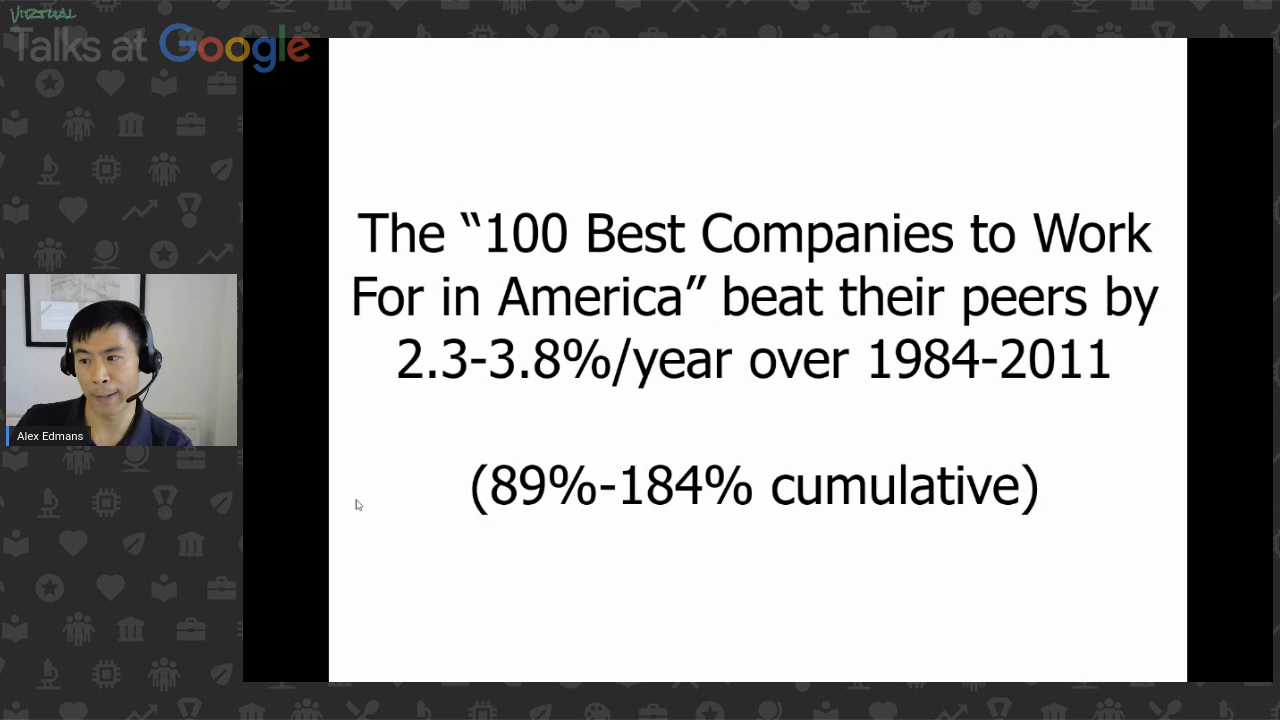 VIRTUAL
Talks at Google
The “100 Best Companies to Work
For in America” beat their peers by
2.3-3.8%/year over 1984-2011
(89%-184% cumulative)
Alex Edmans